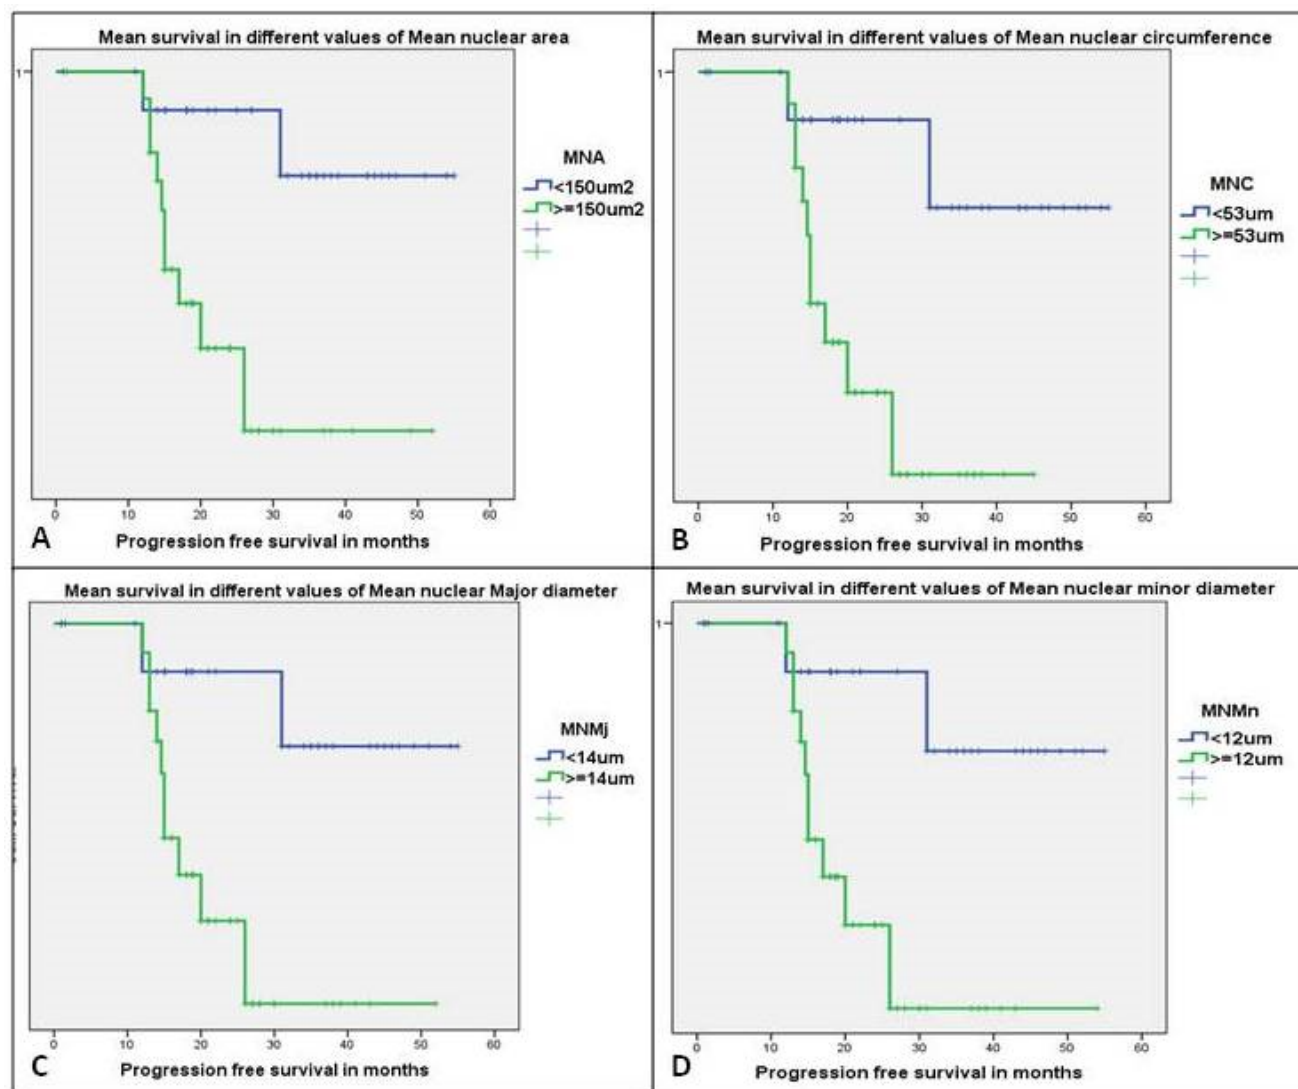 Mean survival in different values of Mean nuclear area
1
MNA
<150um2
>=150um2
0 10 20 30 40 50 60
A
Progression free survival in months
Mean survival in different values of Mean nuclear circumference
1
MNC
<53um
>=53um
0 10 20 30 40 50 60
B
Progression free survival in months
Mean survival in different values of Mean nuclear Major diameter
MNMj
<14um
>=14um
0 10 20 30 40 50 60
C
Progression free survival in months
Mean survival in different values of Mean nuclear minor diameter
1
MNMn
<12um
>=12um
0 10 20 30 40 50 60
D
Progression free survival in months